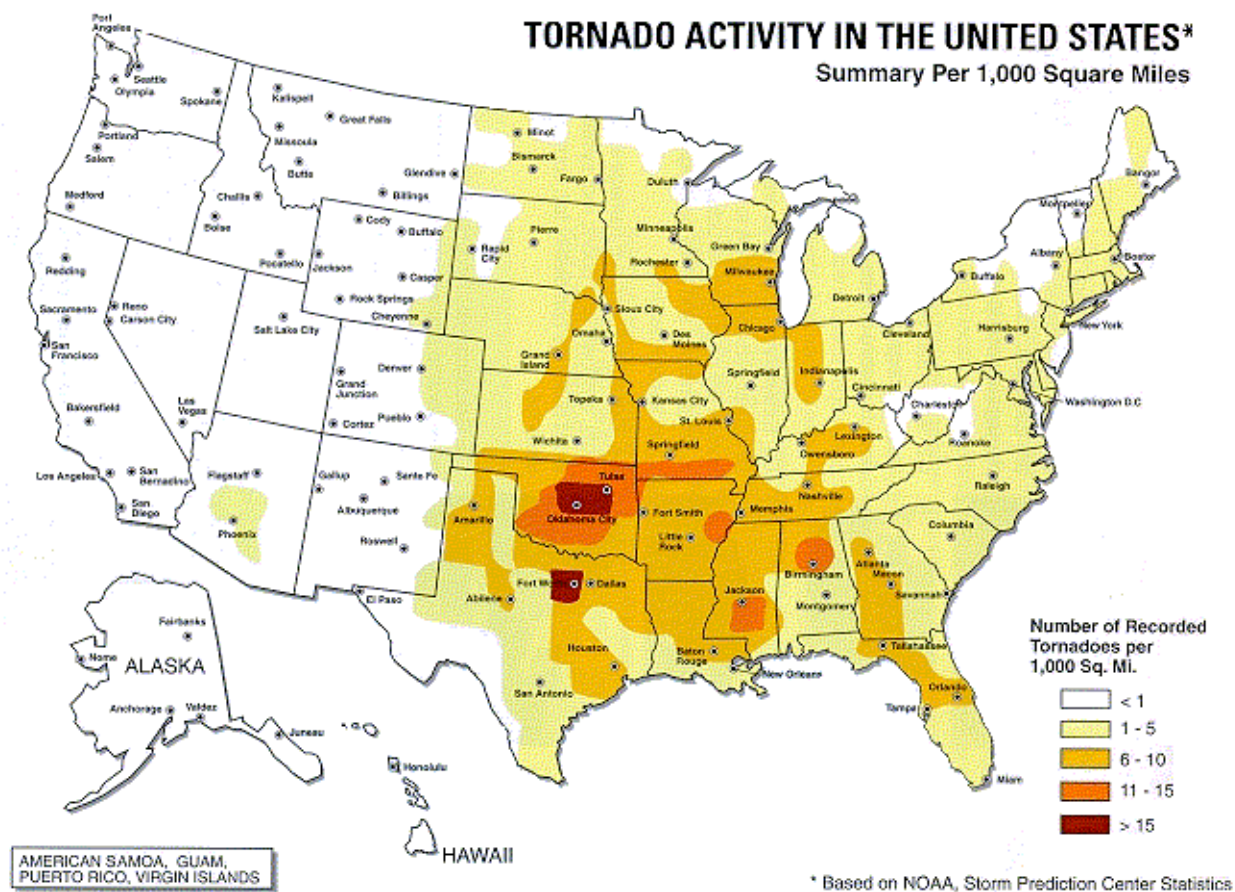 TORNADO ACTIVITY IN THE UNITED STATES*
Summary Per 1,000 Square Miles
Port
Angeles
Seattle
Olympia
Spokane
Portland
Salem
Medford
Kalispell
Great Falls
Missoula
Butte
Glendive
Billings
Challis
Boise
Pocatello
Cody
Buffalo
Jackson
Casper
Rock Springs
Cheyenne
Redding
Sacramento
San
Francisco
Reno
Carson City
Bakersfield
Las
Vegas
Los Angeles
San
Bernadino
San
Diego
Salt Lake City
Denver
Grand
Junction
Pueblo
Cortez
Flagstaff
Phoenix
Gallup
Sante Fe
Albuquerque
Roswell
El Paso
Minot
Bismarck
Fargo
Pierre
Rapid
City
Duluth
Minneapolis
Rochester
Green Bay
Milwaukee
Sioux City
Omaha
Grand
Island
Des
Moines
Chicago
Detroit
Topeka
Kansas City
Wichita
St. Louis
Springfield
Springfield
Indianapolis
Cincinnati
Cleveland
Charleston
Roanoke
Lexington
Owensboro
Nashville
Memphis
Tulsa
Oklahoma City
Amarillo
Fort Smith
Little
Rock
Fort Wo
Dallas
Abilene
Houston
San Antonio
Jackson
Baton
Rouge
New Orleans
Birmingham
Montgomery
Atlanta
Macon
Savannah
Columbia
Raleigh
Tallahassee
Orlando
Tampa
Miam
Bangor
Montpelier
Albany
Boston
Buffalo
Harrisburg
New York
Washington D.C
Fairbanks
Nome
ALASKA
Anchorage
Valdez
Juneau
Honolulu
HAWAII
Number of Recorded
Tornadoes per
1,000 Sq. Mi.
< 1
1 - 5
6 - 10
11 - 15
> 15
AMERICAN SAMOA, GUAM,
PUERTO RICO, VIRGIN ISLANDS
* Based on NOAA, Storm Prediction Center Statistics